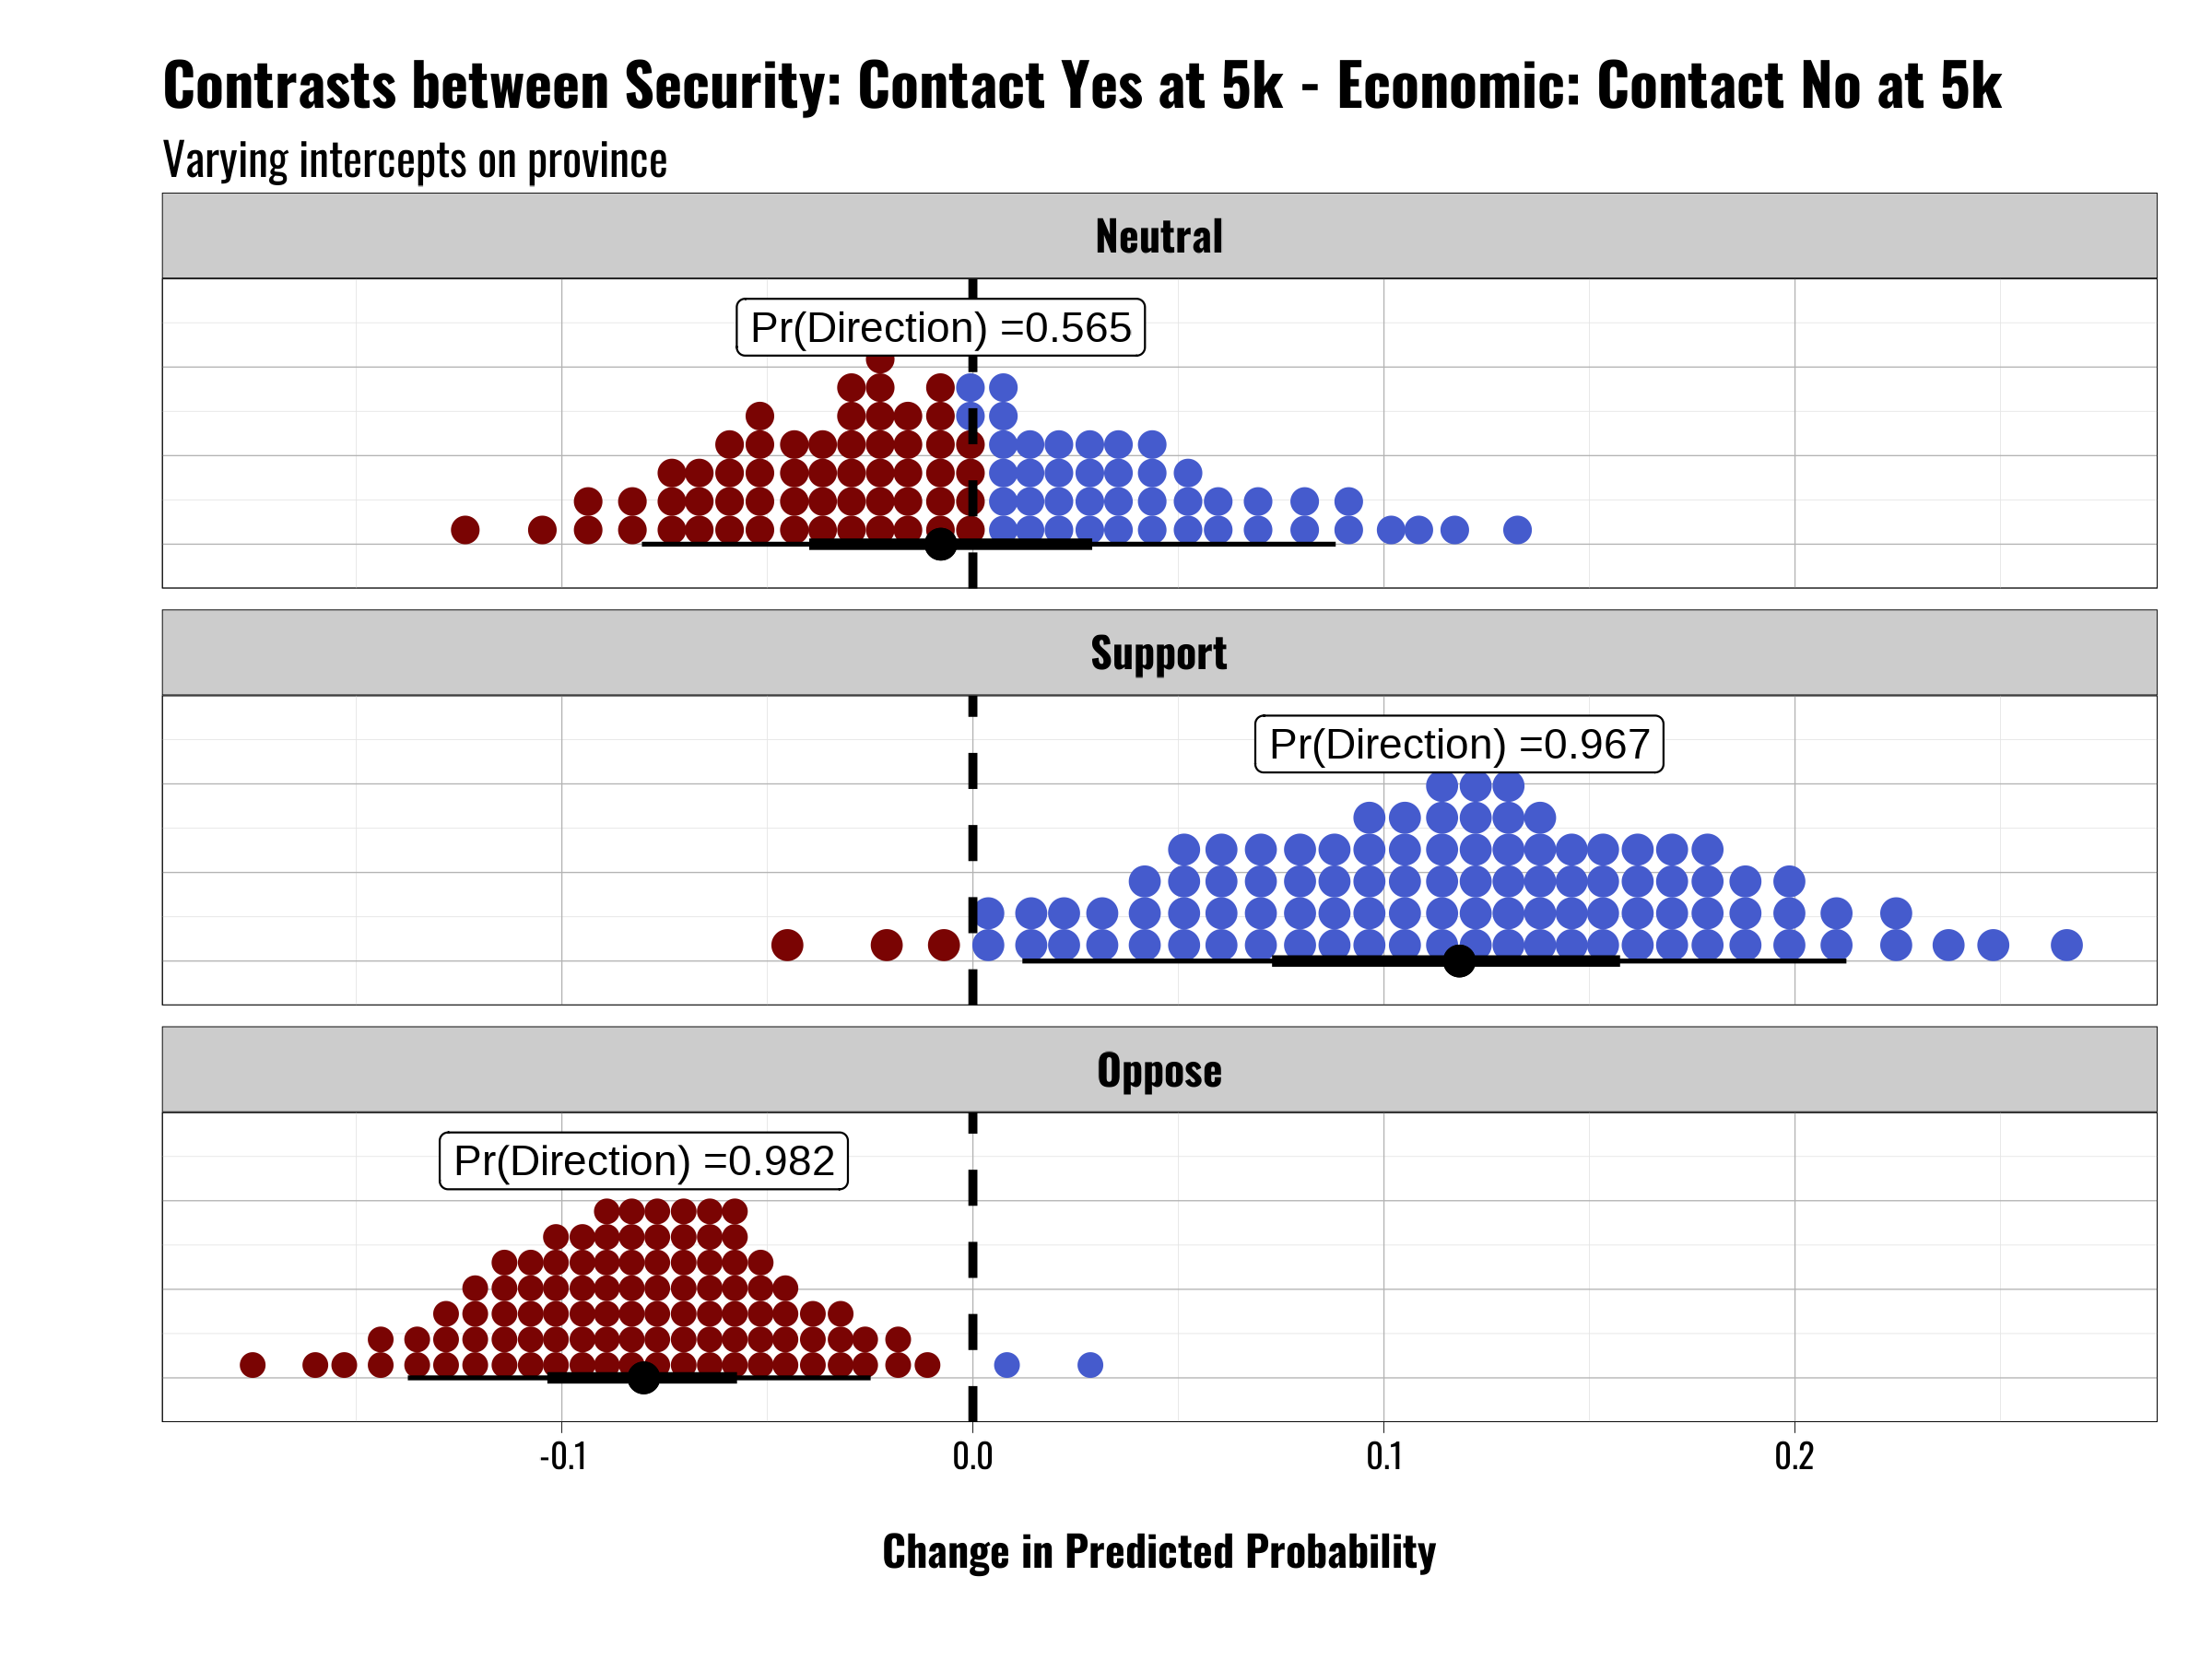 Contrasts between Security: Contact Yes at 5k - Economic: Contact No at 5k
Varying intercepts on province
Neutral
Pr(Direction) =0.565
Support
Pr(Direction) =0.967
Oppose
Pr(Direction) =0.982
-0.1 0.0 0.1 0.2
Change in Predicted Probability